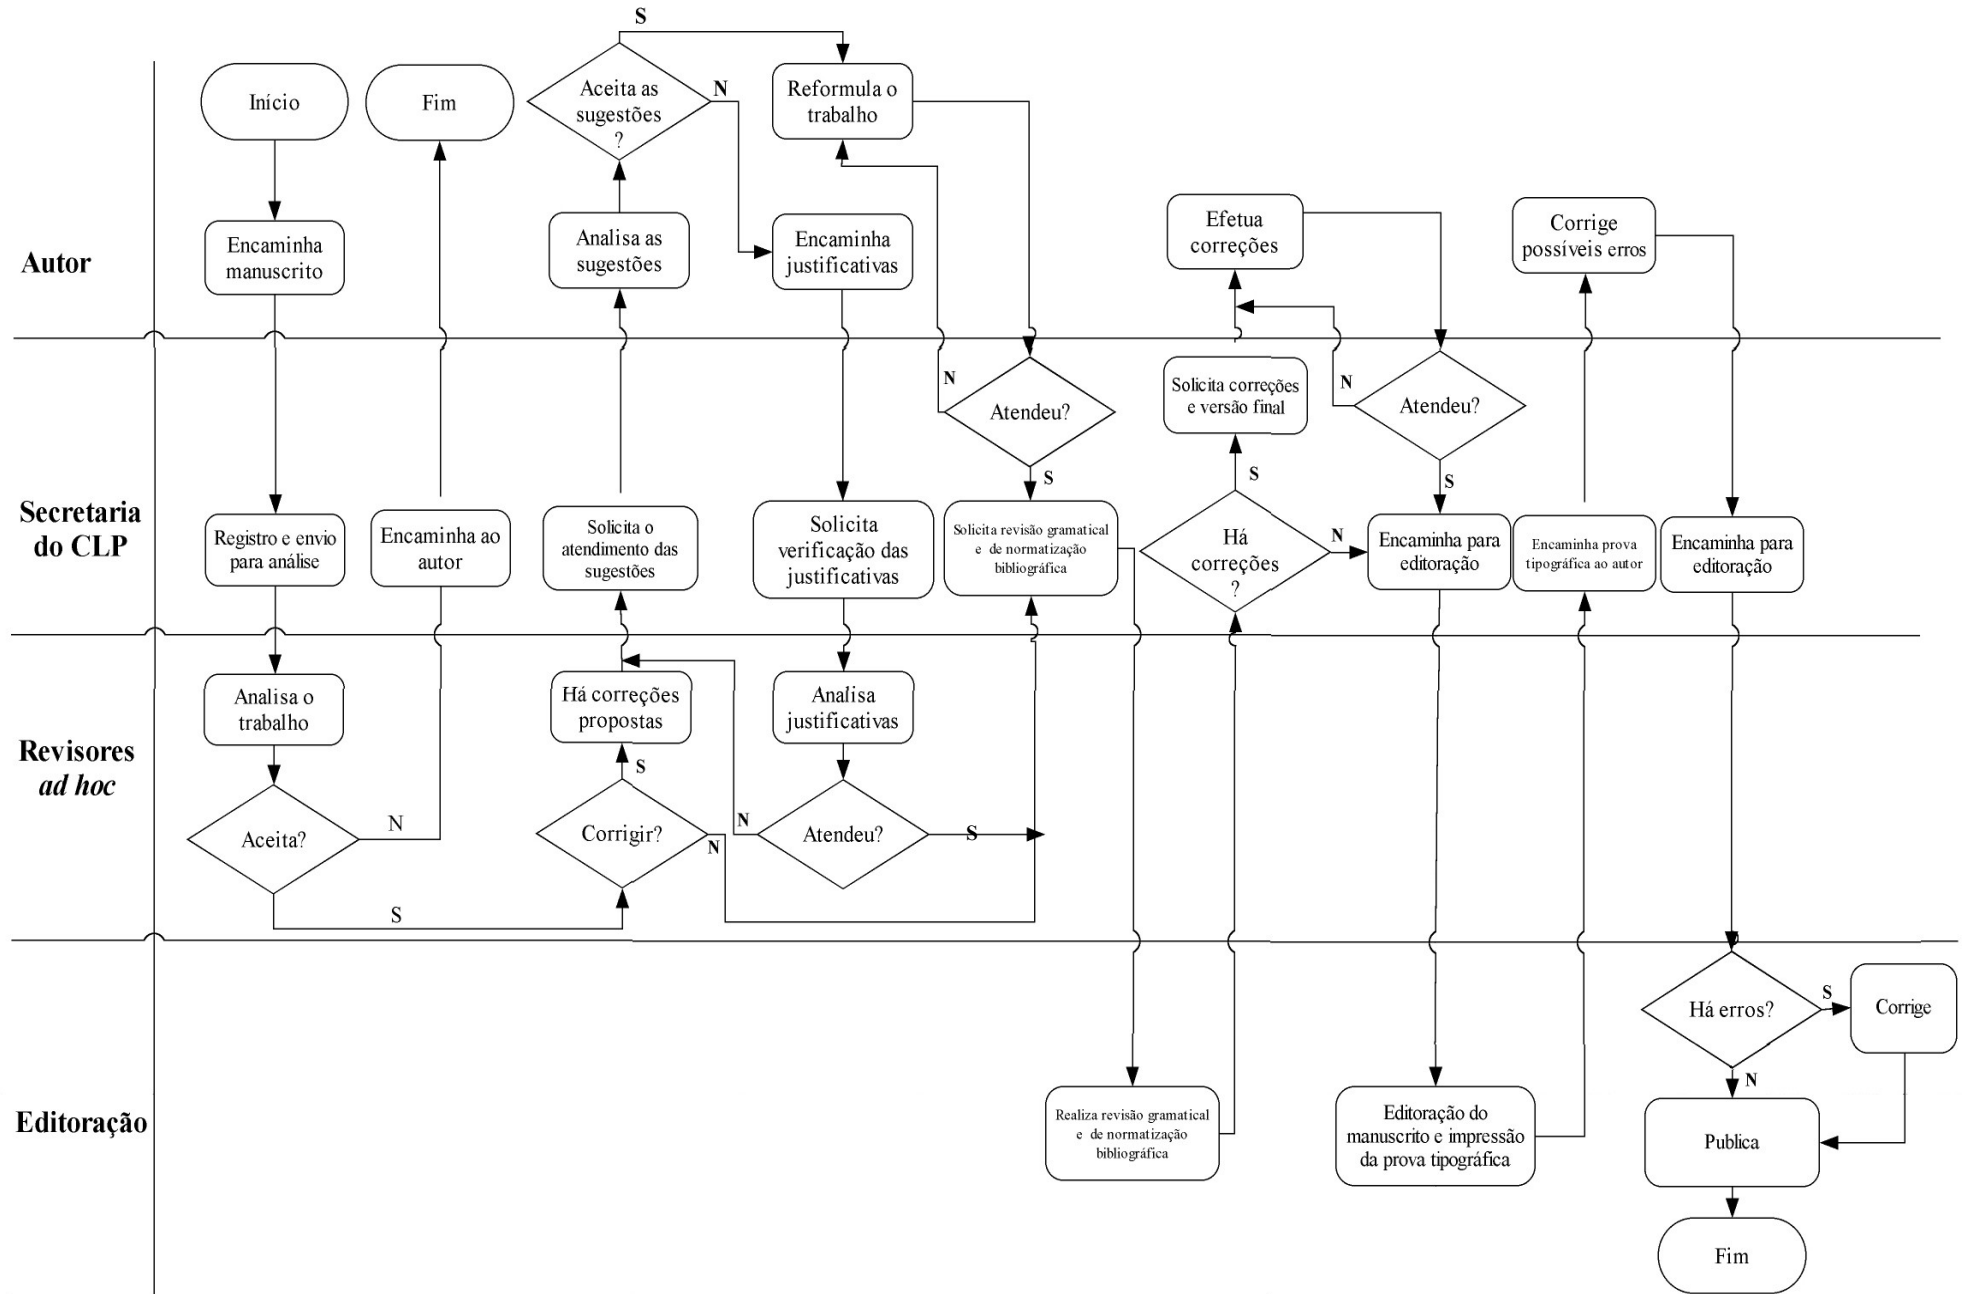 S
Início
Fim
Aceita as
sugestões
?
N
Reformula o
trabalho
Autor
Encaminha
manuscrito
Analisa as
sugestões
Encaminha
justificativas
Efetua
correções
Corrige
possíveis erros
N
Atendeu?
S
Solicita correções
e versão final
N
Atendeu?
S
Secretaria
do CLP
Registro e envio
para análise
Encaminha ao
autor
Solicita o
atendimento das
sugestões
Solicita
verificação das
justificativas
Solicita revisão gramatical
e de normatização
bibliográfica
S
Há
correções
?
N
Encaminha para
editoração
Encaminha prova
tipográfica ao autor
Encaminha para
editoração
Revisores
ad hoc
Analisa o
trabalho
Há correções
propostas
Analisa
justificativas
S
Aceita?
N
Corrigir?
N
N
Atendeu?
S
S
Editoração
Há erros?
S
Corrige
N
Realiza revisão gramatical
e de normatização
bibliográfica
Editoração do
manuscrito e impressão
da prova tipográfica
Publica
Fim